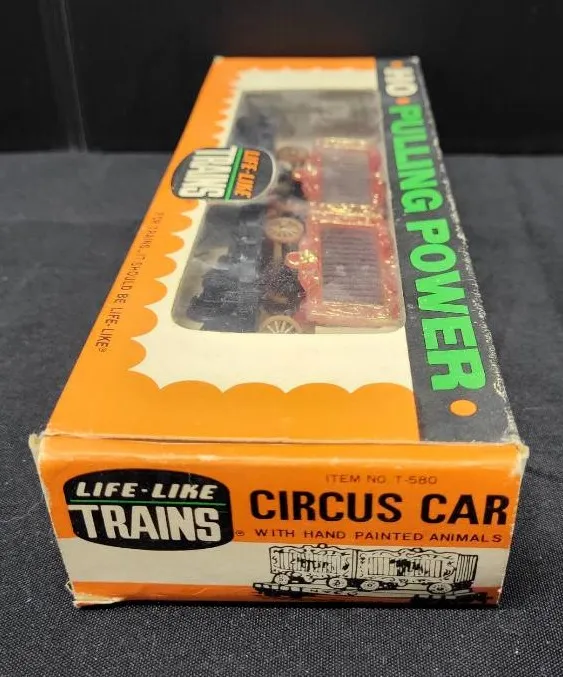 •HO• PULLING POWER•
LIFE-LIKE
TRAINS
FOR TRAINS, IT SHOULD BE LIFE-LIKE®
LIFE-LIKE
TRAINS®
ITEM NO. T-580
CIRCUS CAR
WITH HAND PAINTED ANIMALS